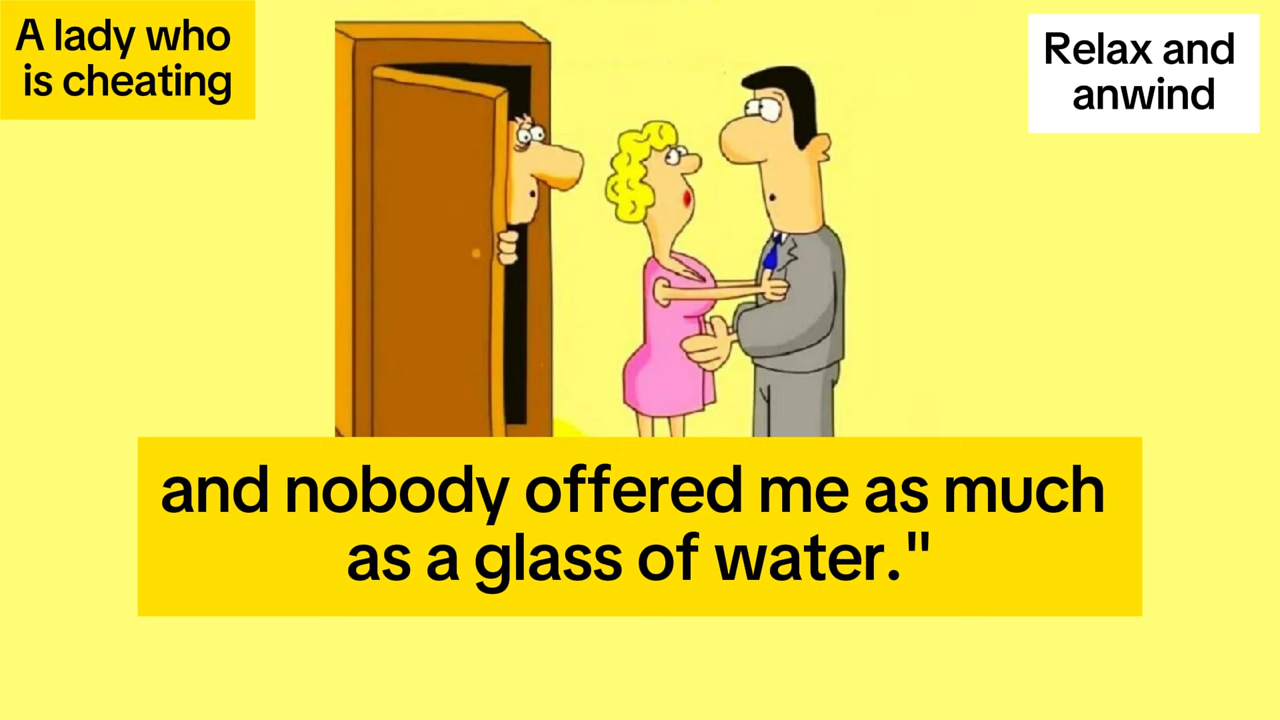 A lady who
is cheating
Relax and
anwind
and nobody offered me as much
as a glass of water."